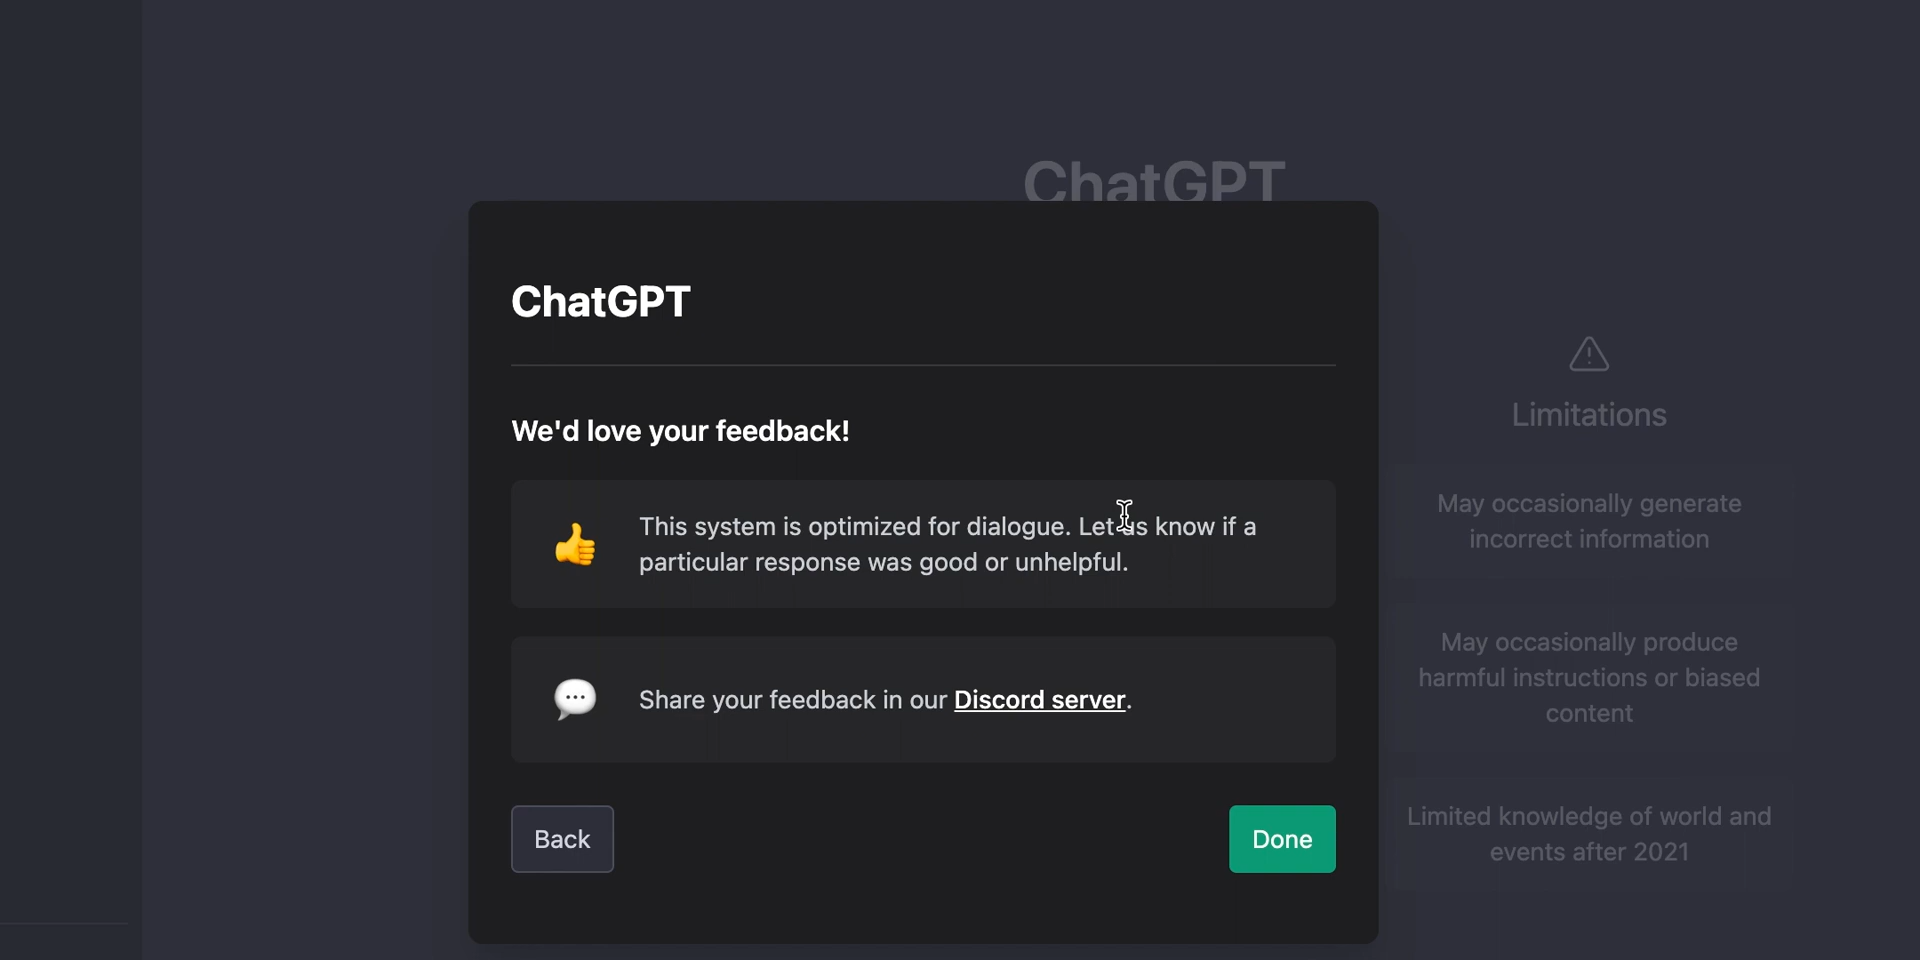 ChatGPT
ChatGPT
We'd love your feedback!
This system is optimized for dialogue. Let us know if a
particular response was good or unhelpful.
Share your feedback in our Discord server.
Back
Done
Limitations
May occasionally generate
incorrect information
May occasionally produce
harmful instructions or biased
content
Limited knowledge of world and
events after 2021